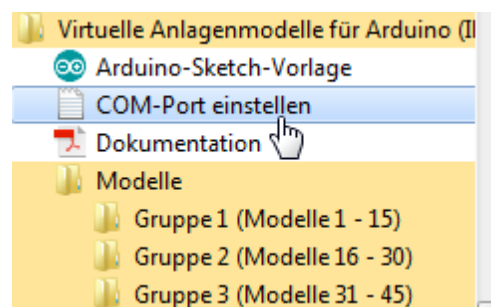 Virtuelle Anlagenmodelle für Arduino (
Arduino-Sketch-Vorlage
COM-Port einstellen
Dokumentation
Modelle
Gruppe 1 (Modelle 1 - 15)
Gruppe 2 (Modelle 16 - 30)
Gruppe 3 (Modelle 31 - 45)